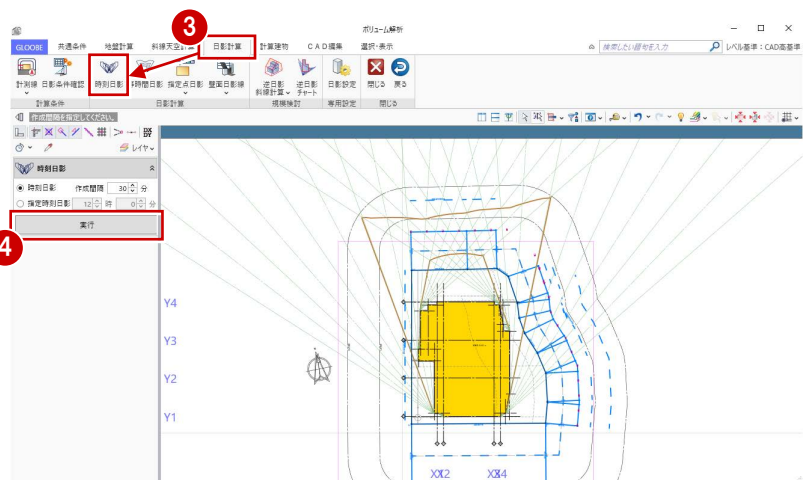 ボリューム解析
3
GLOOBE 共通条件 地盤計算 斜線天空計算 日影計算 計算建物 CAD編集 選択・表示
検索したい語句を入力 レベル基準：CAD高基準
計測線 日影条件確認 時刻日影 時間日影 指定点日影 壁面日影線 逆日影斜線計算 逆日影チャート 日影設定 閉じる 戻る
計算条件 日影計算 規模検討 専用設定 閉じる
作成間隔を指定してください。
レイヤ
時刻日影
時刻日影 作成間隔 30 分
指定時刻日影 12 時 0 分
実行
4
Y4
Y3
Y2
Y1